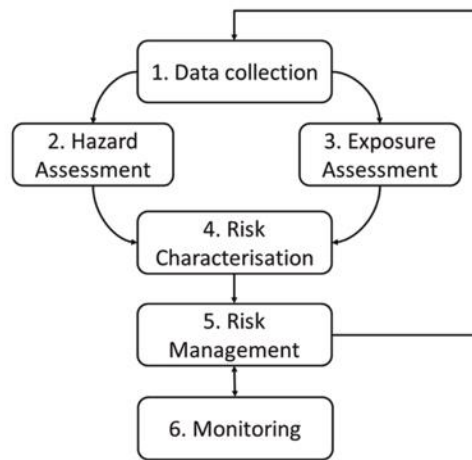 1. Data collection
2. Hazard
Assessment
3. Exposure
Assessment
4. Risk
Characterisation
5. Risk
Management
6. Monitoring